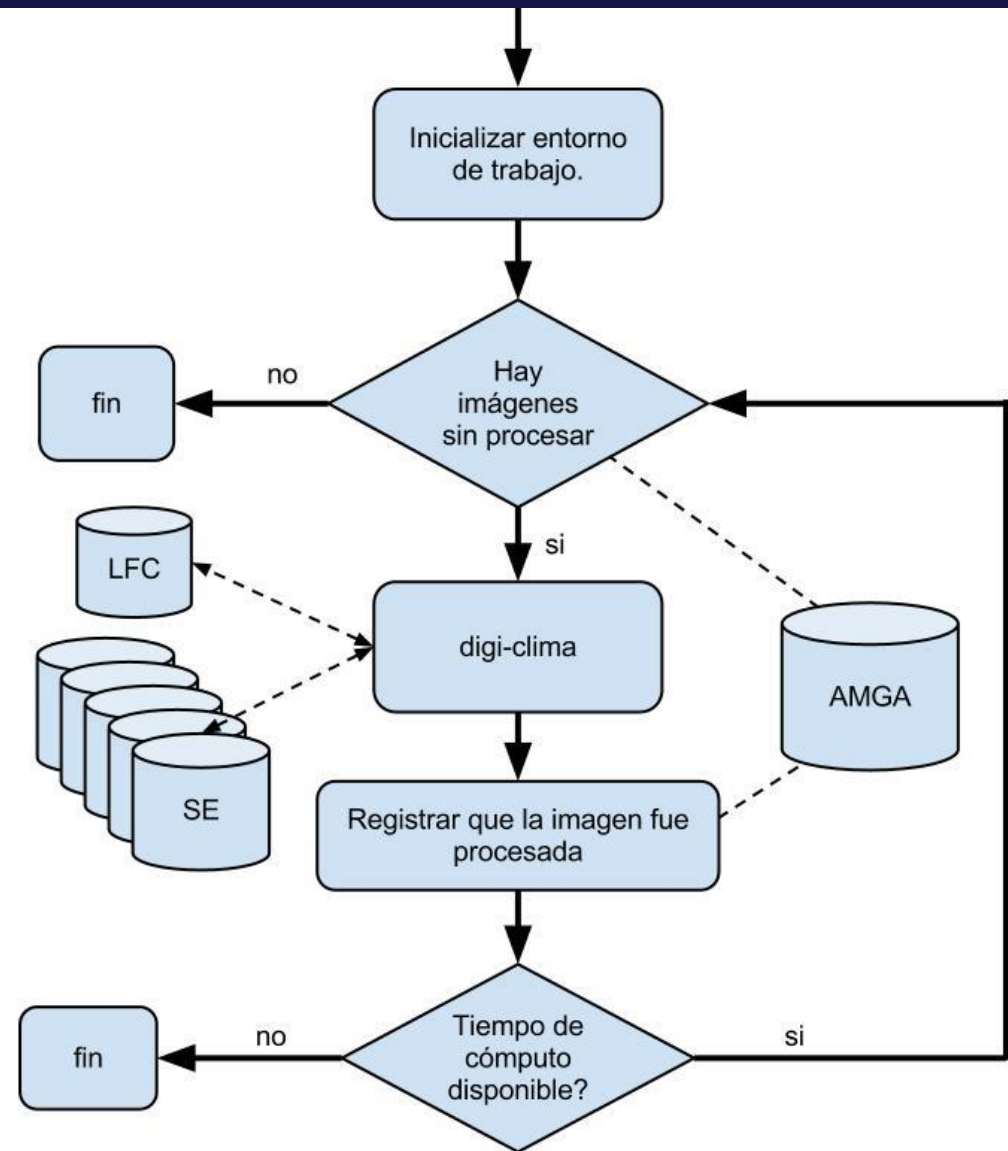 Inicializar entorno
de trabajo.
Hay
imágenes
sin procesar
no
fin
si
LFC
digi-clima
AMGA
SE
Registrar que la imagen fue
procesada
Tiempo de
cómputo
disponible?
no
si
fin